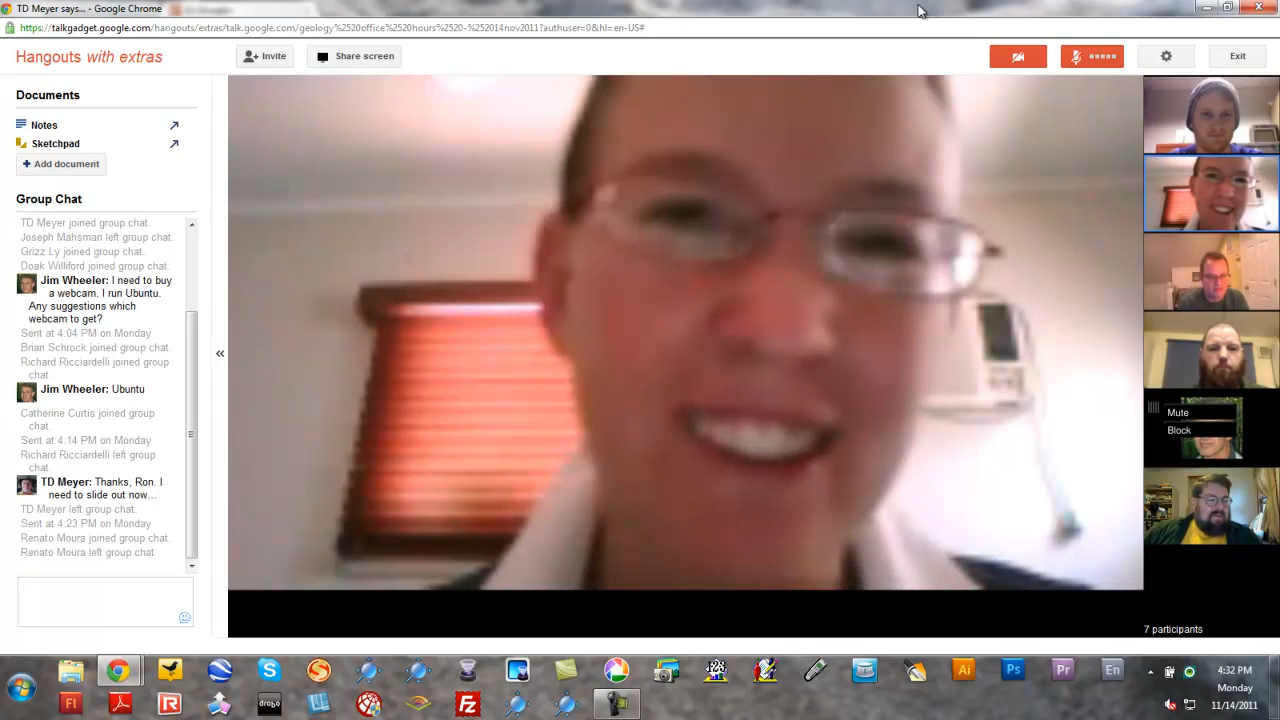 TD Meyer says... - Google Chrome
https://talkgadget.google.com/hangouts/extras/talk.google.com/geology%2520office%2520hours%2520-%252014nov2011?authuser=0&hl=en-US#
Hangouts with extras
Invite
Share screen
Exit
Documents
Notes
Sketchpad
Add document
Group Chat
TD Meyer joined group chat.
Joseph Mahsman left group chat.
Grizz Ly joined group chat.
Doak Williford joined group chat.
Jim Wheeler: I need to buy
a webcam. I run Ubuntu.
Any suggestions which
webcam to get?
Sent at 4:04 PM on Monday
Brian Schrock joined group chat.
Richard Ricciardelli joined group
chat.
Jim Wheeler: Ubuntu
Catherine Curtis joined group
chat.
Sent at 4:14 PM on Monday
Richard Ricciardelli left group
chat.
TD Meyer: Thanks, Ron. I
need to slide out now...
TD Meyer left group chat.
Sent at 4:23 PM on Monday
Renato Moura joined group chat.
Renato Moura left group chat.
Mute
Block
7 participants
Ai
Ps
Pr
En
4:32 PM
Monday
11/14/2011
Fl
R
drobo
Fz